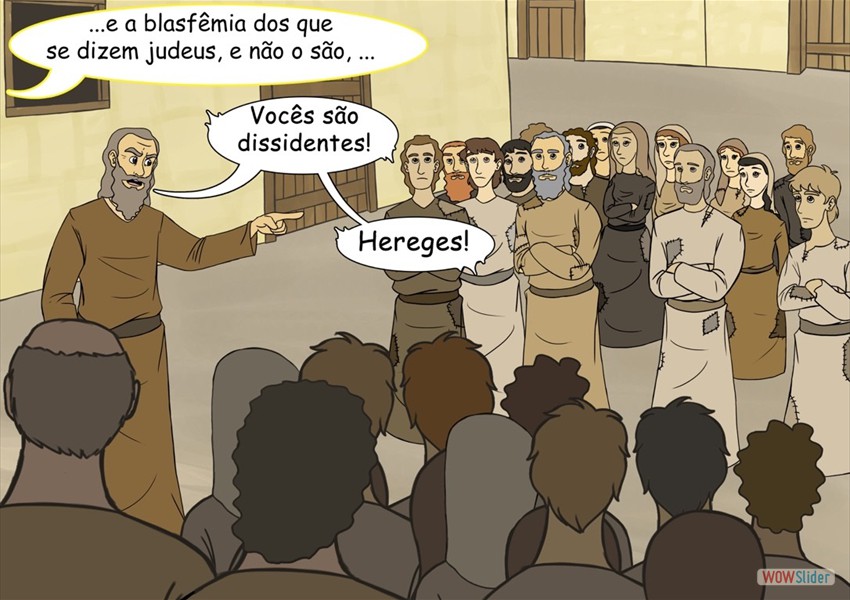 ...e a blasfêmia dos que
se dizem judeus, e não o são, ...
Vocês são
dissidentes!
Hereges!
WOWSlider